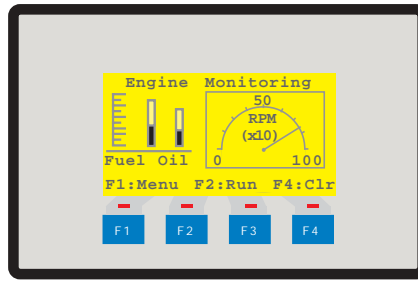 Engine Monitoring
50
RPM
(x10)
Fuel Oil 0 100
F1:Menu F2:Run F4:Clr
F1 F2 F3 F4